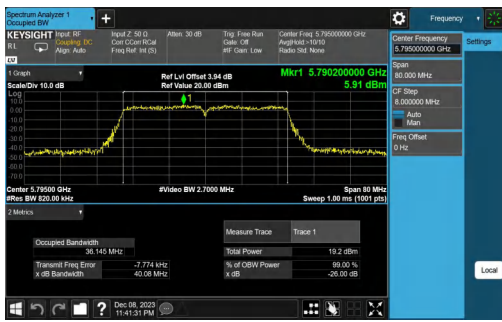 Spectrum Analyzer 1
Occupied BW
+
Frequency
KEYSIGHT
RL
Input: RF
Coupling: DC
Align: Auto
Input Z: 50 Ω
Corr CCorr RCal
Freq Ref: Int (S)
Atten: 30 dB
Trig: Free Run
Gate: Off
#IF Gain: Low
Center Freq: 5.795000000 GHz
Avg|Hold:>10/10
Radio Std: None
LV
Center Frequency
5.795000000 GHz
Settings
Span
80.000 MHz
CF Step
8.000000 MHz
Auto
Man
Freq Offset
0 Hz
Local
1 Graph
Scale/Div 10.0 dB
Ref Lvl Offset 3.94 dB
Ref Value 20.00 dBm
Mkr1 5.790200000 GHz
5.91 dBm
Log
10.0
0.00
-10.0
-20.0
-30.0
-40.0
-50.0
-60.0
-70.0
1
Center 5.79500 GHz
#Res BW 820.00 kHz
#Video BW 2.7000 MHz
Span 80 MHz
Sweep 1.00 ms (1001 pts)
2 Metrics
Measure Trace
Trace 1
Occupied Bandwidth
36.145 MHz
Total Power
19.2 dBm
Transmit Freq Error
-7.774 kHz
% of OBW Power
99.00 %
x dB Bandwidth
40.08 MHz
x dB
-26.00 dB
Dec 08, 2023
11:41:31 PM